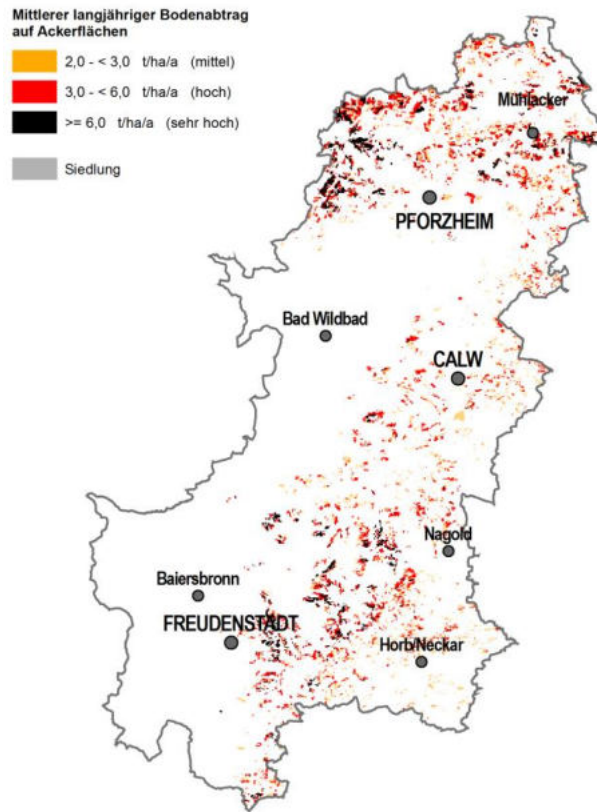 Mittlerer langjähriger Bodenabtrag
auf Ackerflächen
2,0 - < 3,0 t/ha/a (mittel)
3,0 - < 6,0 t/ha/a (hoch)
>= 6,0 t/ha/a (sehr hoch)
Siedlung
Mühlacker
PFORZHEIM
Bad Wildbad
CALW
Nagold
Baiersbronn
FREUDENSTADT
Horb/Neckar